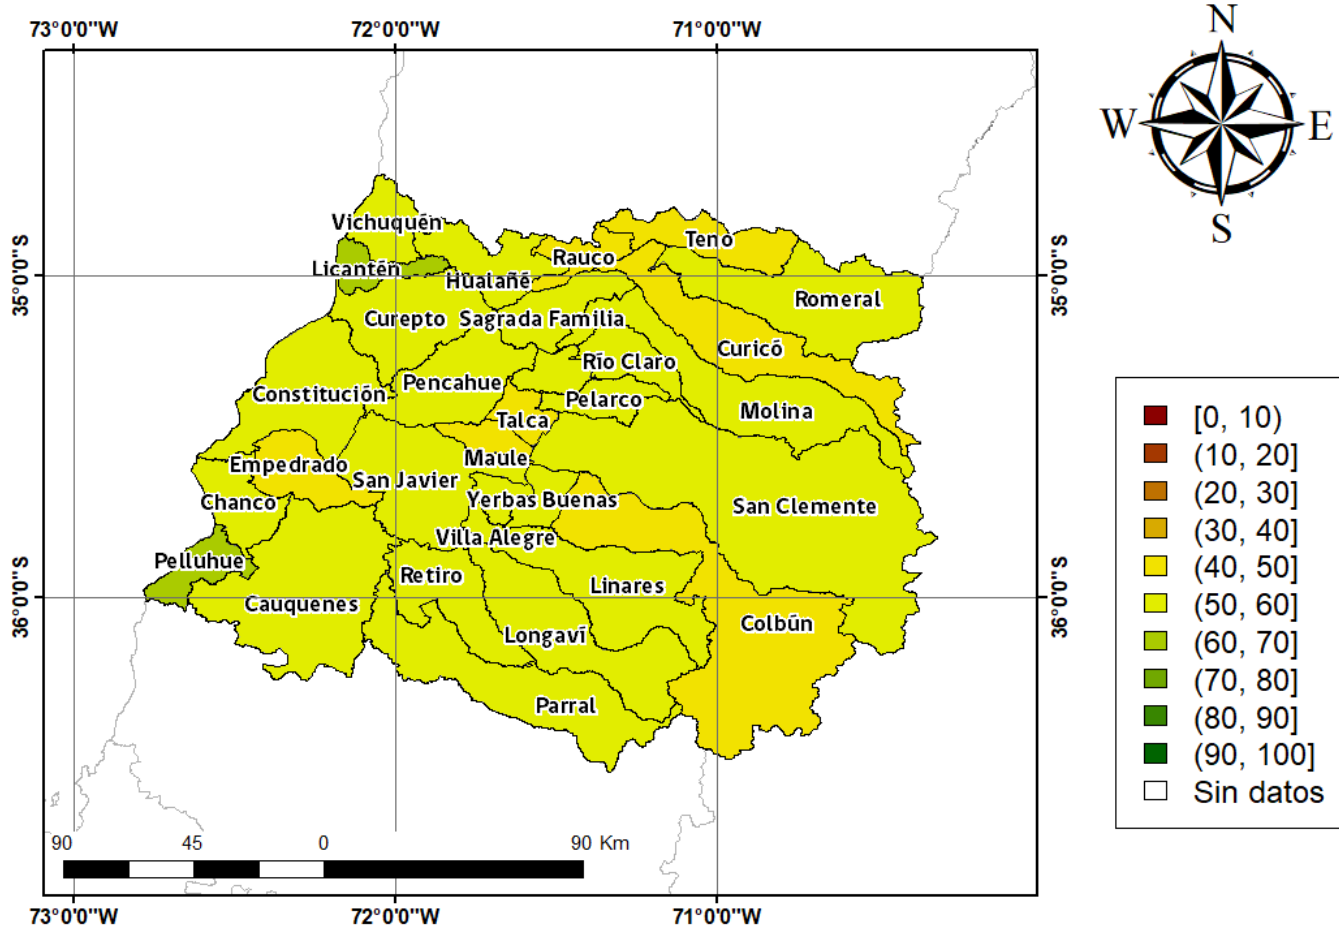 73°0'0"W 72°0'0"W 71°0'0"W
N
W E
S
35°0'0"S
35°0'0"S
36°0'0"S
36°0'0"S
Vichuquén
Licantén
Hualañé
Rauco
Teno
Romeral
Curepto
Sagrada Familia
Curicó
Río Claro
Constitución
Pencahue
Pelarco
Molina
Talca
Empedrado
San Javier
Maule
Chanco
Yerbas Buenas
San Clemente
Villa Alegre
Pelluhue
Retiro
Linares
Cauquenes
Colbún
Longaví
Parral
90 45 0 90 Km
73°0'0"W 72°0'0"W 71°0'0"W
[0, 10)
(10, 20]
(20, 30]
(30, 40]
(40, 50]
(50, 60]
(60, 70]
(70, 80]
(80, 90]
(90, 100]
Sin datos